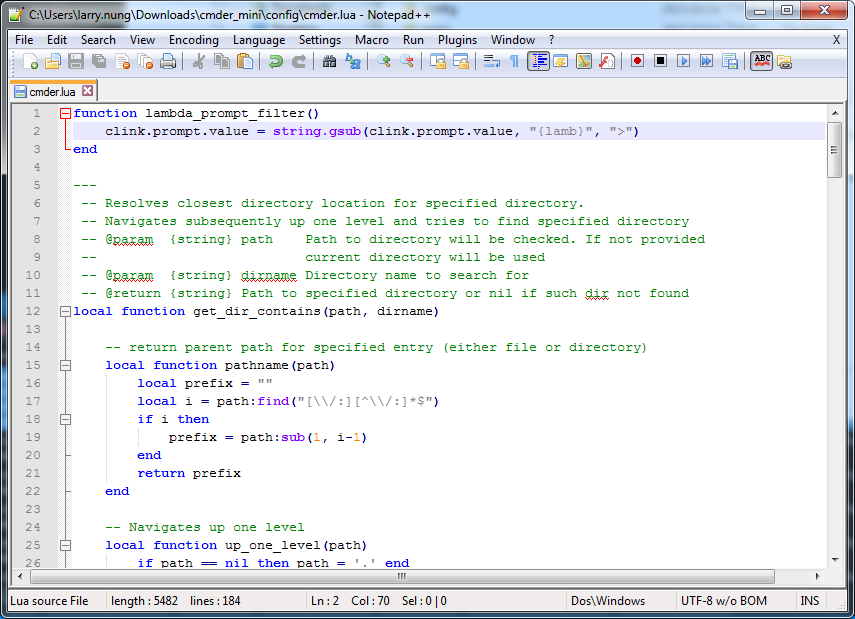 C:\Users\larry.nung\Downloads\cmder_mini\config\cmder.lua - Notepad++
File Edit Search View Encoding Language Settings Macro Run Plugins Window ? X
ABC
cmder.lua
1 function lambda_prompt_filter()
2     clink.prompt.value = string.gsub(clink.prompt.value, "{lamb}", ">")
3 end
4
5 ---
6  -- Resolves closest directory location for specified directory.
7  -- Navigates subsequently up one level and tries to find specified directory
8  -- @param  {string} path    Path to directory will be checked. If not provided
9  --                          current directory will be used
10  -- @param  {string} dirname Directory name to search for
11  -- @return {string} Path to specified directory or nil if such dir not found
12 local function get_dir_contains(path, dirname)
13
14     -- return parent path for specified entry (either file or directory)
15     local function pathname(path)
16         local prefix = ""
17         local i = path:find("[\\/:][^\\/:]*$")
18         if i then
19             prefix = path:sub(1, i-1)
20         end
21         return prefix
22     end
23
24     -- Navigates up one level
25     local function up_one_level(path)
26         if path == nil then path = '.' end
Lua source File length : 5482 lines : 184 Ln : 2 Col : 70 Sel : 0 | 0 Dos\Windows UTF-8 w/o BOM INS